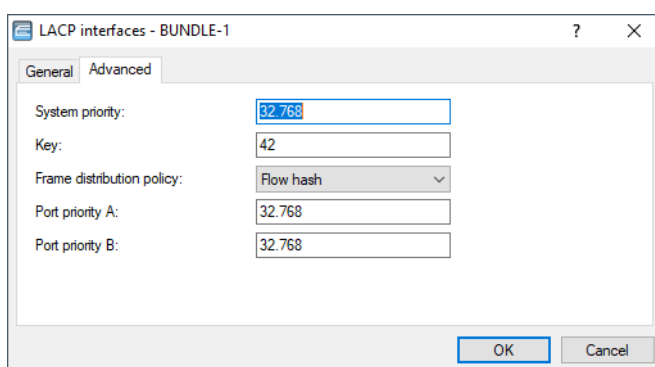 LACP interfaces - BUNDLE-1 ?
General Advanced
System priority: 32.768
Key: 42
Frame distribution policy: Flow hash
Port priority A: 32.768
Port priority B: 32.768
OK Cancel